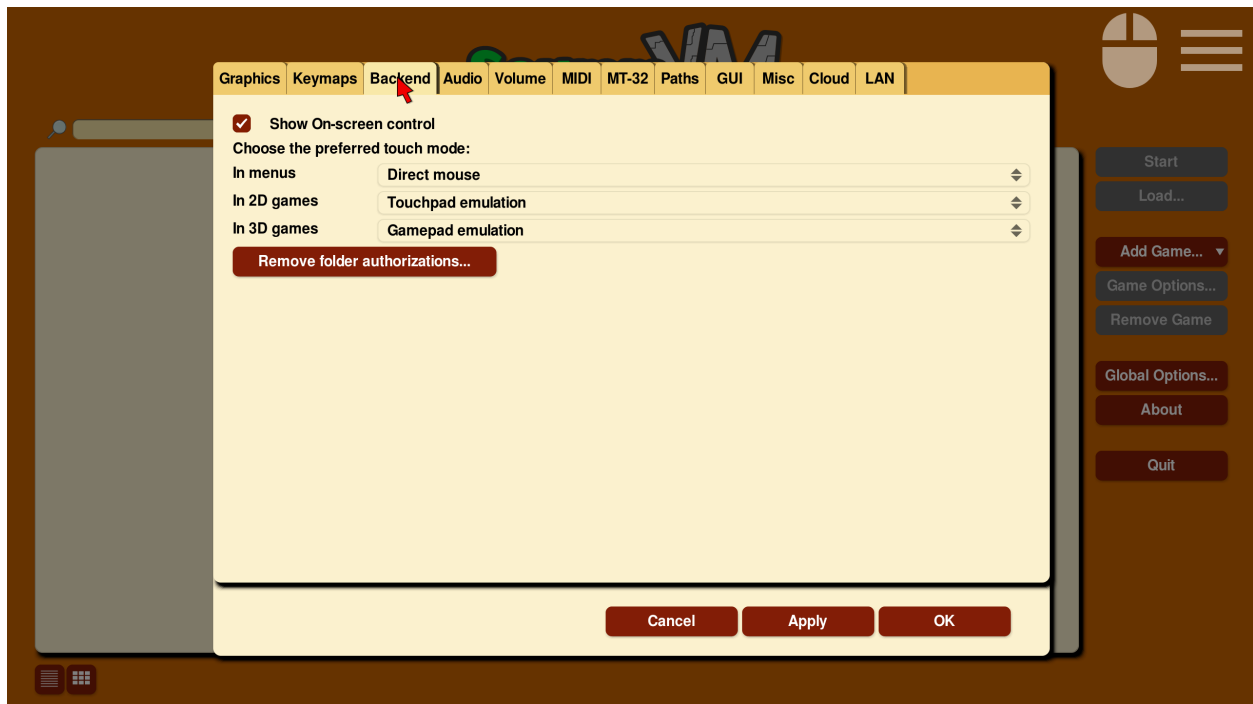 Graphics Keymaps Backend Audio Volume MIDI MT-32 Paths GUI Misc Cloud LAN
Show On-screen control
Choose the preferred touch mode:
In menus Direct mouse
In 2D games Touchpad emulation
In 3D games Gamepad emulation
Remove folder authorizations...
Cancel Apply OK
Start
Load...
Add Game...
Game Options...
Remove Game
Global Options...
About
Quit